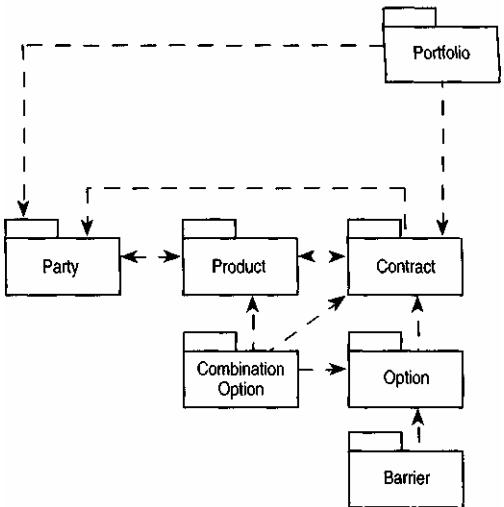 Portfolio
Party
Product
Contract
Combination
Option
Option
Barrier